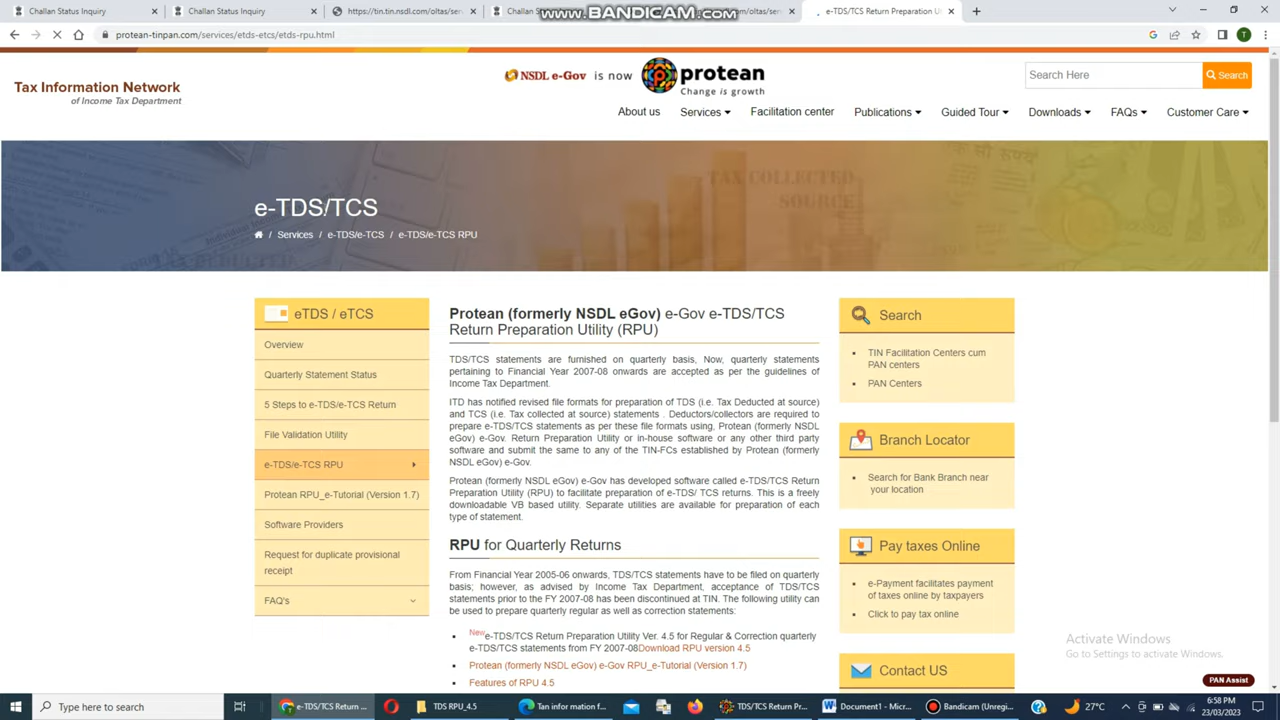 Challan Status Inquiry
Challan Status Inquiry
https://tin.tin.nsdl.com/oltas/serv
www.BANDICAM.com
e-TDS/TCS Return Preparation U
protean-tinpan.com/services/etds-etcs/etds-rpu.html
Tax Information Network
of Income Tax Department
NSDL e-Gov is now protean
Change is growth
Search Here
Search
About us
Services
Facilitation center
Publications
Guided Tour
Downloads
FAQs
Customer Care
TAX COLLECTED
SOURCE
e-TDS/TCS
/ Services / e-TDS/e-TCS / e-TDS/e-TCS RPU
eTDS / eTCS
Overview
Quarterly Statement Status
5 Steps to e-TDS/e-TCS Return
File Validation Utility
e-TDS/e-TCS RPU
Protean RPU_e-Tutorial (Version 1.7)
Software Providers
Request for duplicate provisional
receipt
FAQ's
Protean (formerly NSDL eGov) e-Gov e-TDS/TCS
Return Preparation Utility (RPU)
TDS/TCS statements are furnished on quarterly basis, Now, quarterly statements
pertaining to Financial Year 2007-08 onwards are accepted as per the guidelines of
Income Tax Department.
ITD has notified revised file formats for preparation of TDS (i.e. Tax Deducted at source)
and TCS (i.e. Tax collected at source) statements . Deductors/collectors are required to
prepare e-TDS/TCS statements as per these file formats using, Protean (formerly NSDL
eGov) e-Gov. Return Preparation Utility or in-house software or any other third party
software and submit the same to any of the TIN-FCs established by Protean (formerly
NSDL eGov) e-Gov.
Protean (formerly NSDL eGov) e-Gov has developed software called e-TDS/TCS Return
Preparation Utility (RPU) to facilitate preparation of e-TDS/ TCS returns. This is a freely
downloadable VB based utility. Separate utilities are available for preparation of each
type of statement.
RPU for Quarterly Returns
From Financial Year 2005-06 onwards, TDS/TCS statements have to be filed on quarterly
basis; however, as advised by Income Tax Department, acceptance of TDS/TCS
statements prior to the FY 2007-08 has been discontinued at TIN. The following utility can
be used to prepare quarterly regular as well as correction statements:
New e-TDS/TCS Return Preparation Utility Ver. 4.5 for Regular & Correction quarterly
e-TDS/TCS statements from FY 2007-08Download RPU version 4.5
Protean (formerly NSDL eGov) e-Gov RPU_e-Tutorial (Version 1.7)
Features of RPU 4.5
Search
TIN Facilitation Centers cum
PAN centers
PAN Centers
Branch Locator
Search for Bank Branch near
your location
Pay taxes Online
e-Payment facilitates payment
of taxes online by taxpayers
Click to pay tax online
Contact US
Activate Windows
Go to Settings to activate Windows.
PAN Assist
Type here to search
e-TDS/TCS Return ...
TDS RPU_4.5
Tan infor mation f...
TDS/TCS Return Pr...
Document1 - Micr...
Bandicam (Unregi...
27°C
6:58 PM
23/03/2023